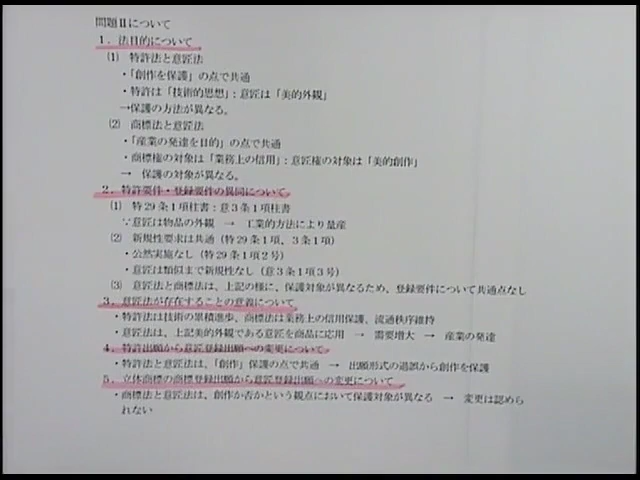 問題Ⅱについて
１．法目的について
⑴ 特許法と意匠法
・「創作を保護」の点で共通
・特許は「技術的思想」：意匠は「美的外観」
→保護の方法が異なる。
⑵ 商標法と意匠法
・「産業の発達を目的」の点で共通
・商標権の対象は「業務上の信用」：意匠権の対象は「美的創作」
→ 保護の対象が異なる。
２．特許要件・登録要件の異同について
⑴ 特29条１項柱書：意３条１項柱書
∵意匠は物品の外観 → 工業的方法により量産
⑵ 新規性要求は共通（特29条１項、３条１項）
・公然実施なし（特29条１項２号）
・意匠は類似まで新規性なし（意３条１項３号）
⑶ 意匠法と商標法は、上記の様に、保護対象が異なるため、登録要件について共通点なし
３．意匠法が存在することの意義について
・特許法は技術の累積進歩、商標法は業務上の信用保護、流通秩序維持
・意匠法は、上記美的外観である意匠を商品に応用 → 需要増大 → 産業の発達
４．特許出願から意匠登録出願への変更について
・特許法と意匠法は、「創作」保護の点で共通 → 出願形式の過誤から創作を保護
５．立体商標の商標登録出願から意匠登録出願への変更について
・商標法と意匠法は、創作か否かという観点において保護対象が異なる → 変更は認めら
れない